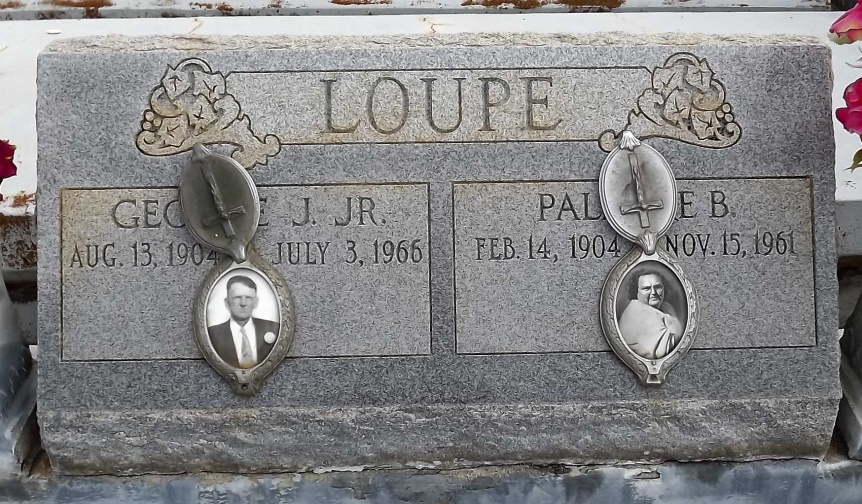 LOUPE
J. JR.
AUG. 13, 1904 JULY 3, 1966
B.
FEB. 14, 1904 NOV. 15, 1961